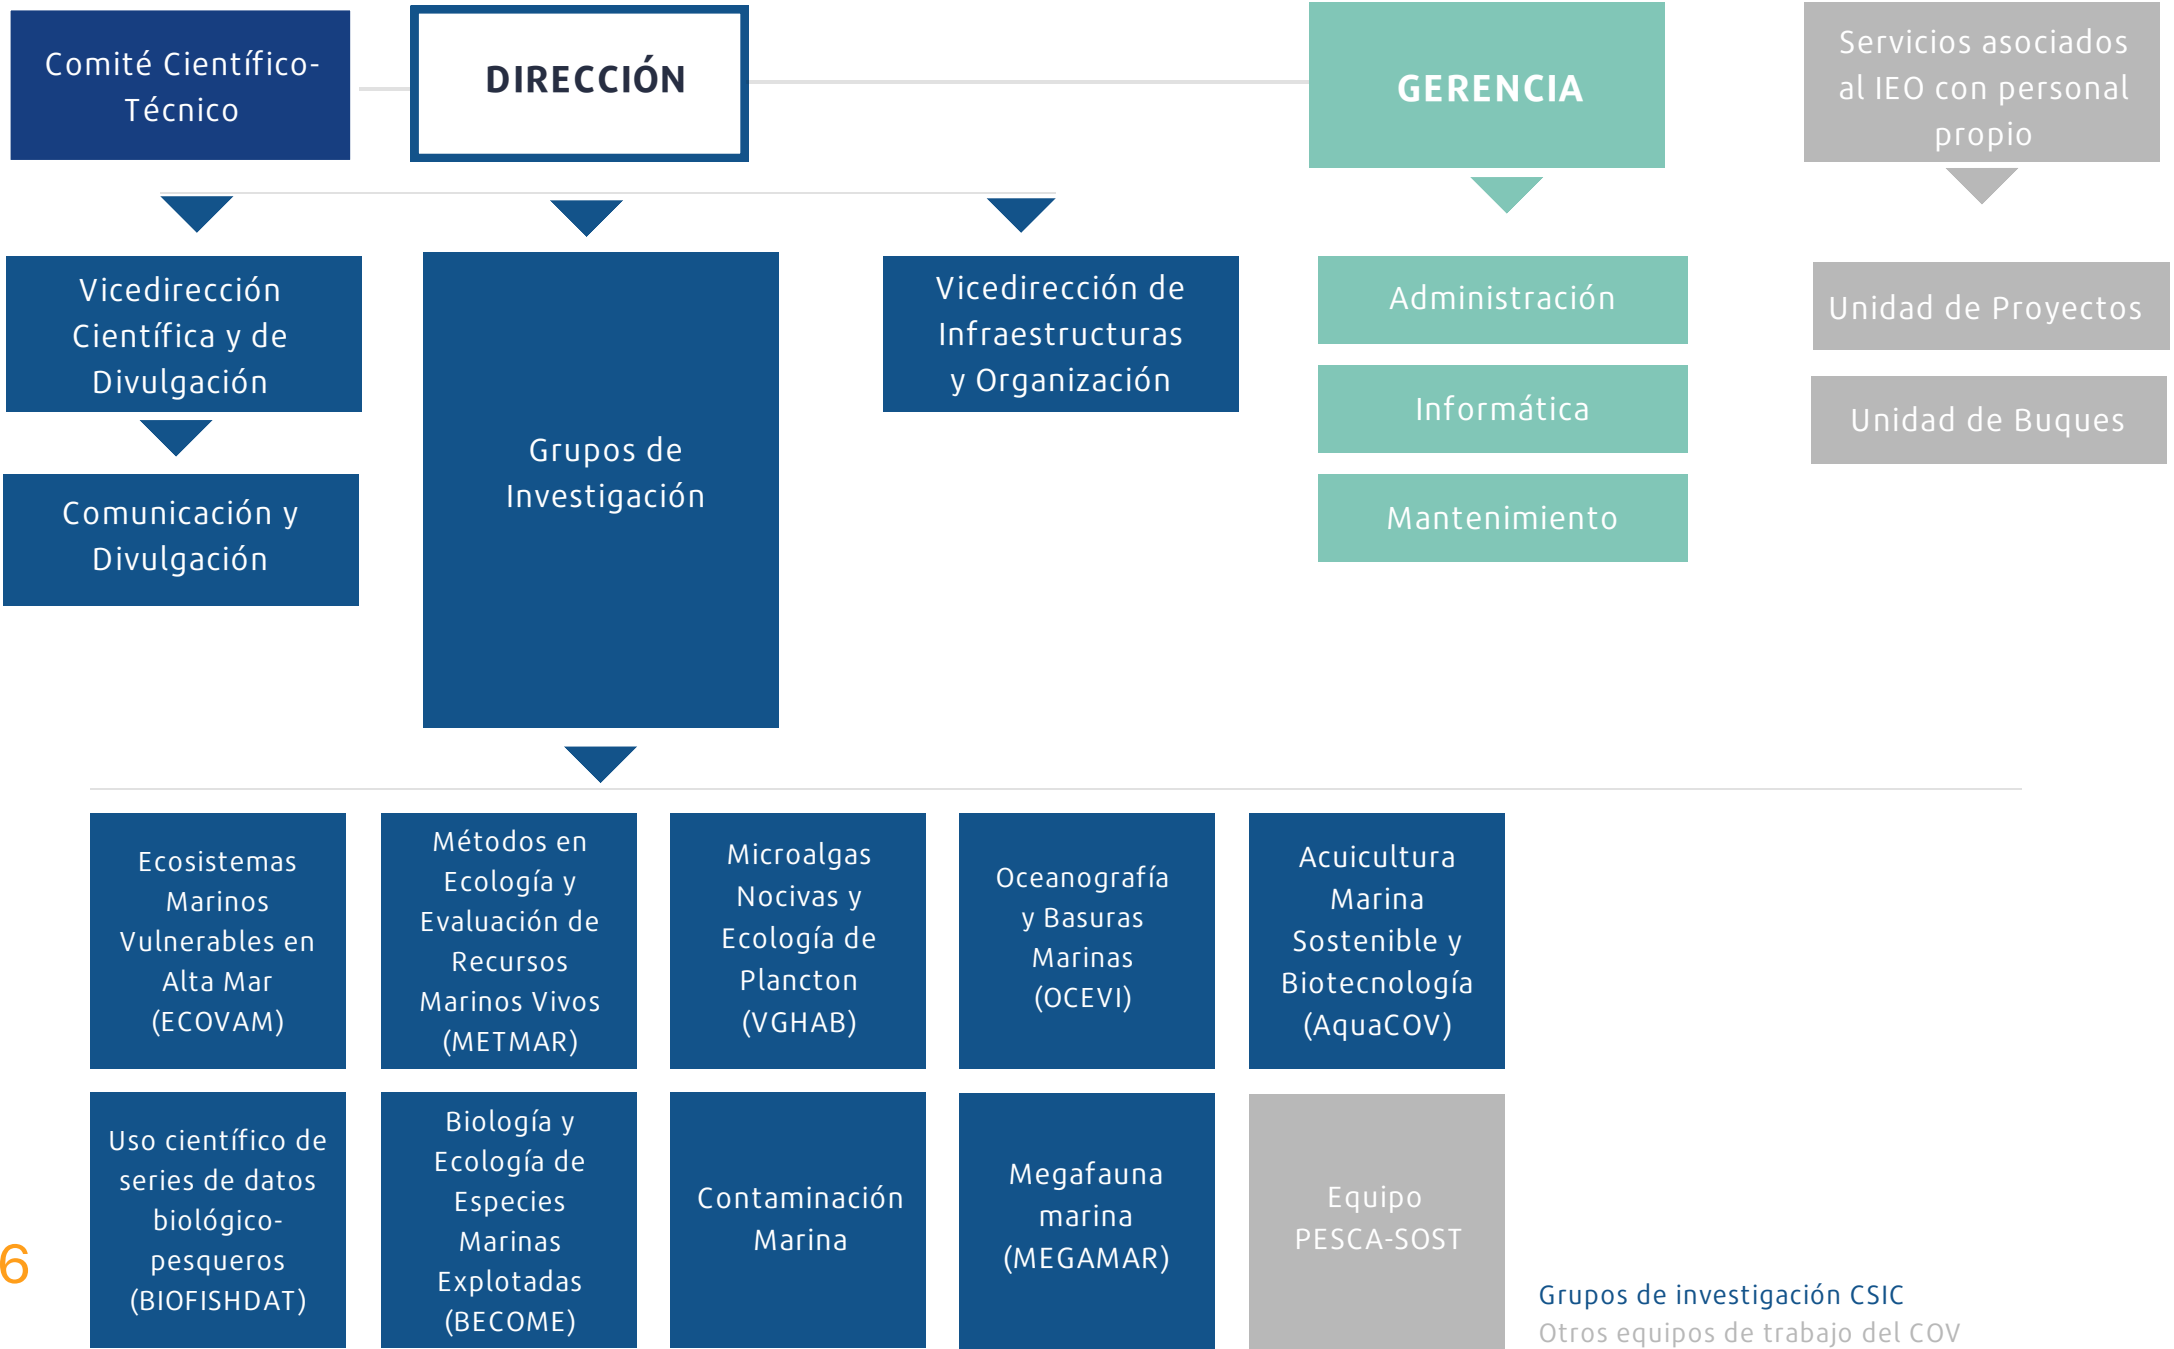 Comité Científico-
Técnico
DIRECCIÓN
GERENCIA
Servicios asociados
al IEO con personal
propio
Vicedirección
Científica y de
Divulgación
Comunicación y
Divulgación
Grupos de
Investigación
Vicedirección de
Infraestructuras
y Organización
Administración
Informática
Mantenimiento
Unidad de Proyectos
Unidad de Buques
Ecosistemas
Marinos
Vulnerables en
Alta Mar
(ECOVAM)
Métodos en
Ecología y
Evaluación de
Recursos
Marinos Vivos
(METMAR)
Microalgas
Nocivas y
Ecología de
Plancton
(VGHAB)
Oceanografía
y Basuras
Marinas
(OCEVI)
Acuicultura
Marina
Sostenible y
Biotecnología
(AquaCOV)
Uso científico de
series de datos
biológico-
pesqueros
(BIOFISHDAT)
Biología y
Ecología de
Especies
Marinas
Explotadas
(BECOME)
Contaminación
Marina
Megafauna
marina
(MEGAMAR)
Equipo
PESCA-SOST
6
Grupos de investigación CSIC
Otros equipos de trabajo del COV